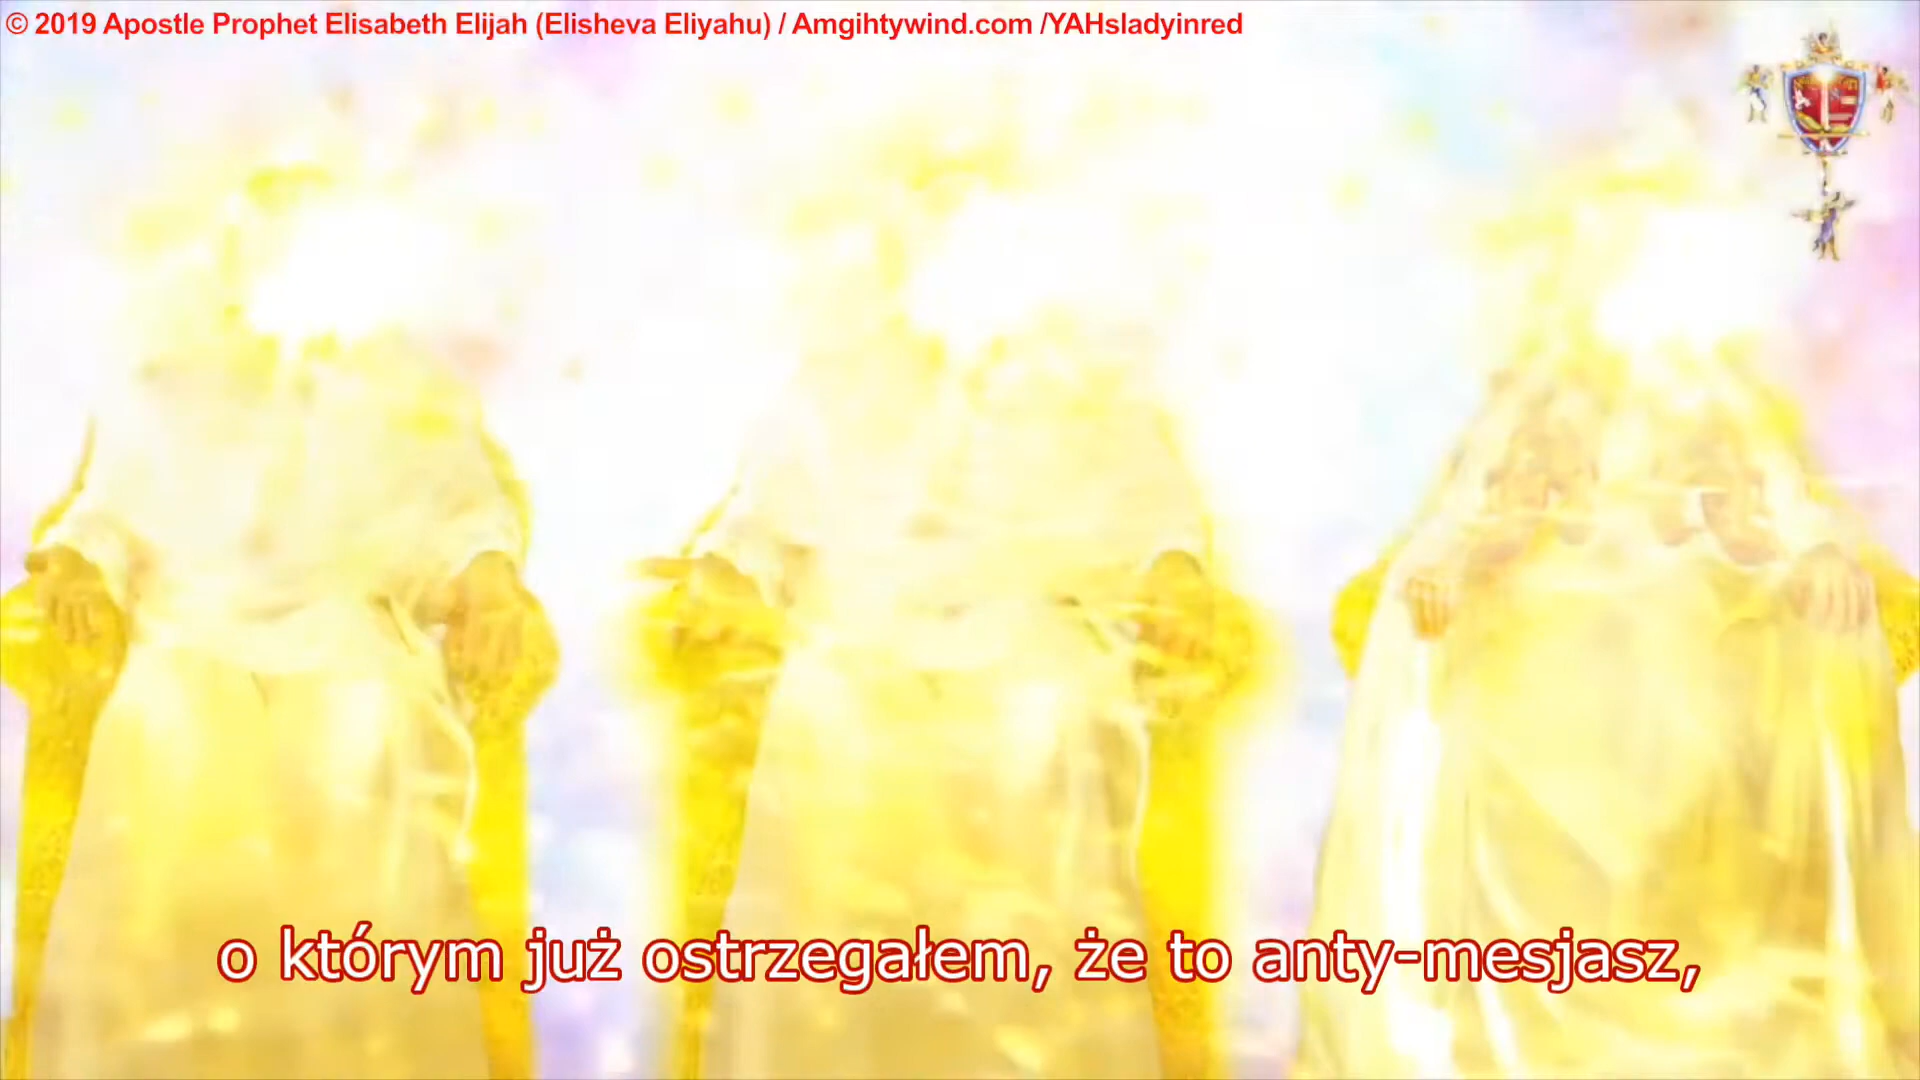 © 2019 Apostle Prophet Elisabeth Elijah (Elisheva Eliyahu) / Amgihtywind.com /YAHsladyinred
o którym już ostrzegałem, że to anty-mesjasz,